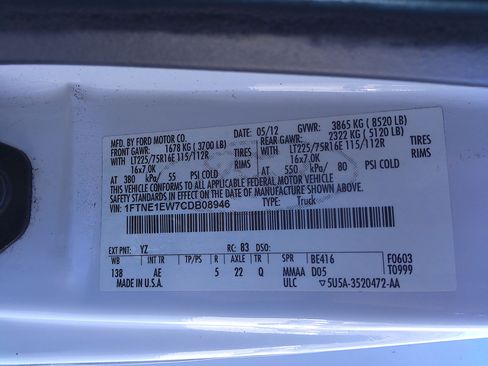 MFD. BY FORD MOTOR CO. DATE: 05/12 GVWR: 3865 KG ( 8520 LB)
FRONT GAWR: 1678 KG ( 3700 LB) REAR GAWR: 2322 KG ( 5120 LB)
WITH LT225/75R16E 115/112R TIRES WITH LT225/75R16E 115/112R TIRES
16x7.0K RIMS 16x7.0K RIMS
AT 380 kPa/ 55 PSI COLD AT 550 kPa/ 80 PSI COLD
THIS VEHICLE CONFORMS TO ALL APPLICABLE FEDERAL MOTOR VEHICLE
SAFETY STANDARDS IN EFFECT ON THE DATE OF MANUFACTURE SHOWN ABOVE.
VIN: 1FTNE1EW7CDB08946 TYPE: Truck
EXT PNT: YZ RC: 83 DSO:
WB INT TR TP/PS R AXLE TR SPR BE416 F0603
138 AE 5 22 Q MMAA D05 T0999
MADE IN U.S.A. ULC 5U5A-3520472-AA